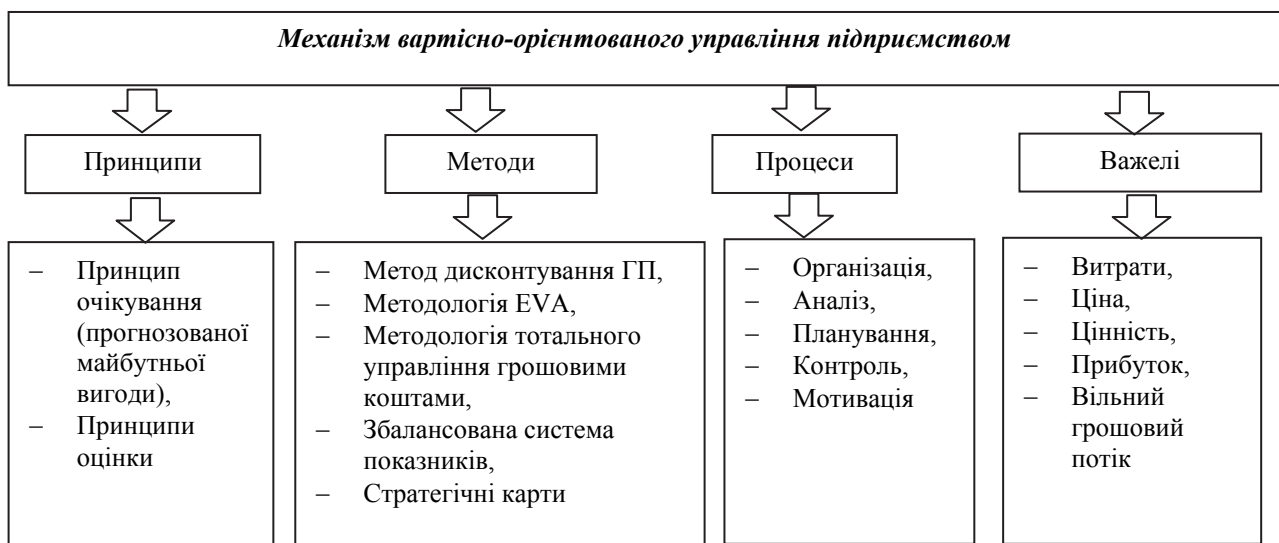 Механізм вартісно-орієнтованого управління підприємством
Принципи
Методи
Процеси
Важелі
– Принцип
очікування
(прогнозованої
майбутньої
вигоди),
– Принципи
оцінки
– Метод дисконтування ГП,
– Методологія EVA,
– Методологія тотального
управління грошовими
коштами,
– Збалансована система
показників,
– Стратегічні карти
– Організація,
– Аналіз,
– Планування,
– Контроль,
– Мотивація
– Витрати,
– Ціна,
– Цінність,
– Прибуток,
– Вільний
грошовий
потік